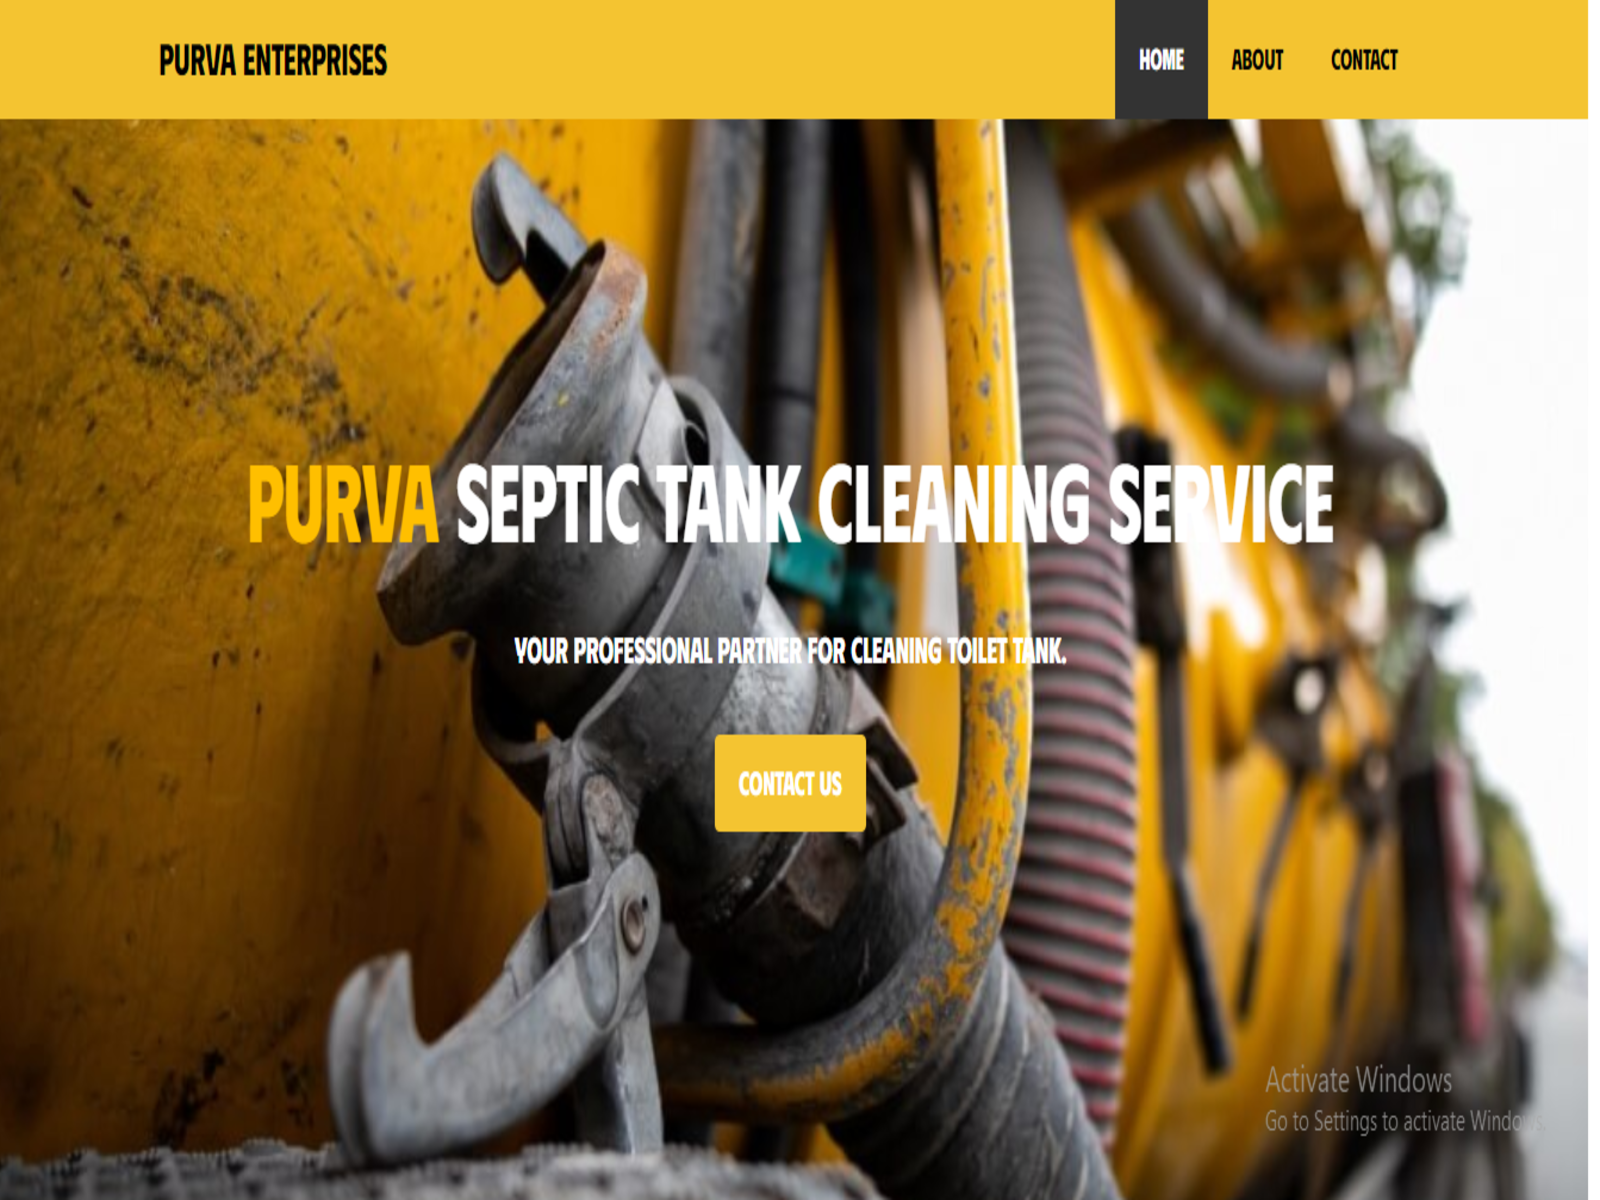 PURVA ENTERPRISES
HOME ABOUT CONTACT
PURVA SEPTIC TANK CLEANING SERVICE
YOUR PROFESSIONAL PARTNER FOR CLEANING TOILET TANK.
CONTACT US
Activate Windows
Go to Settings to activate Windows